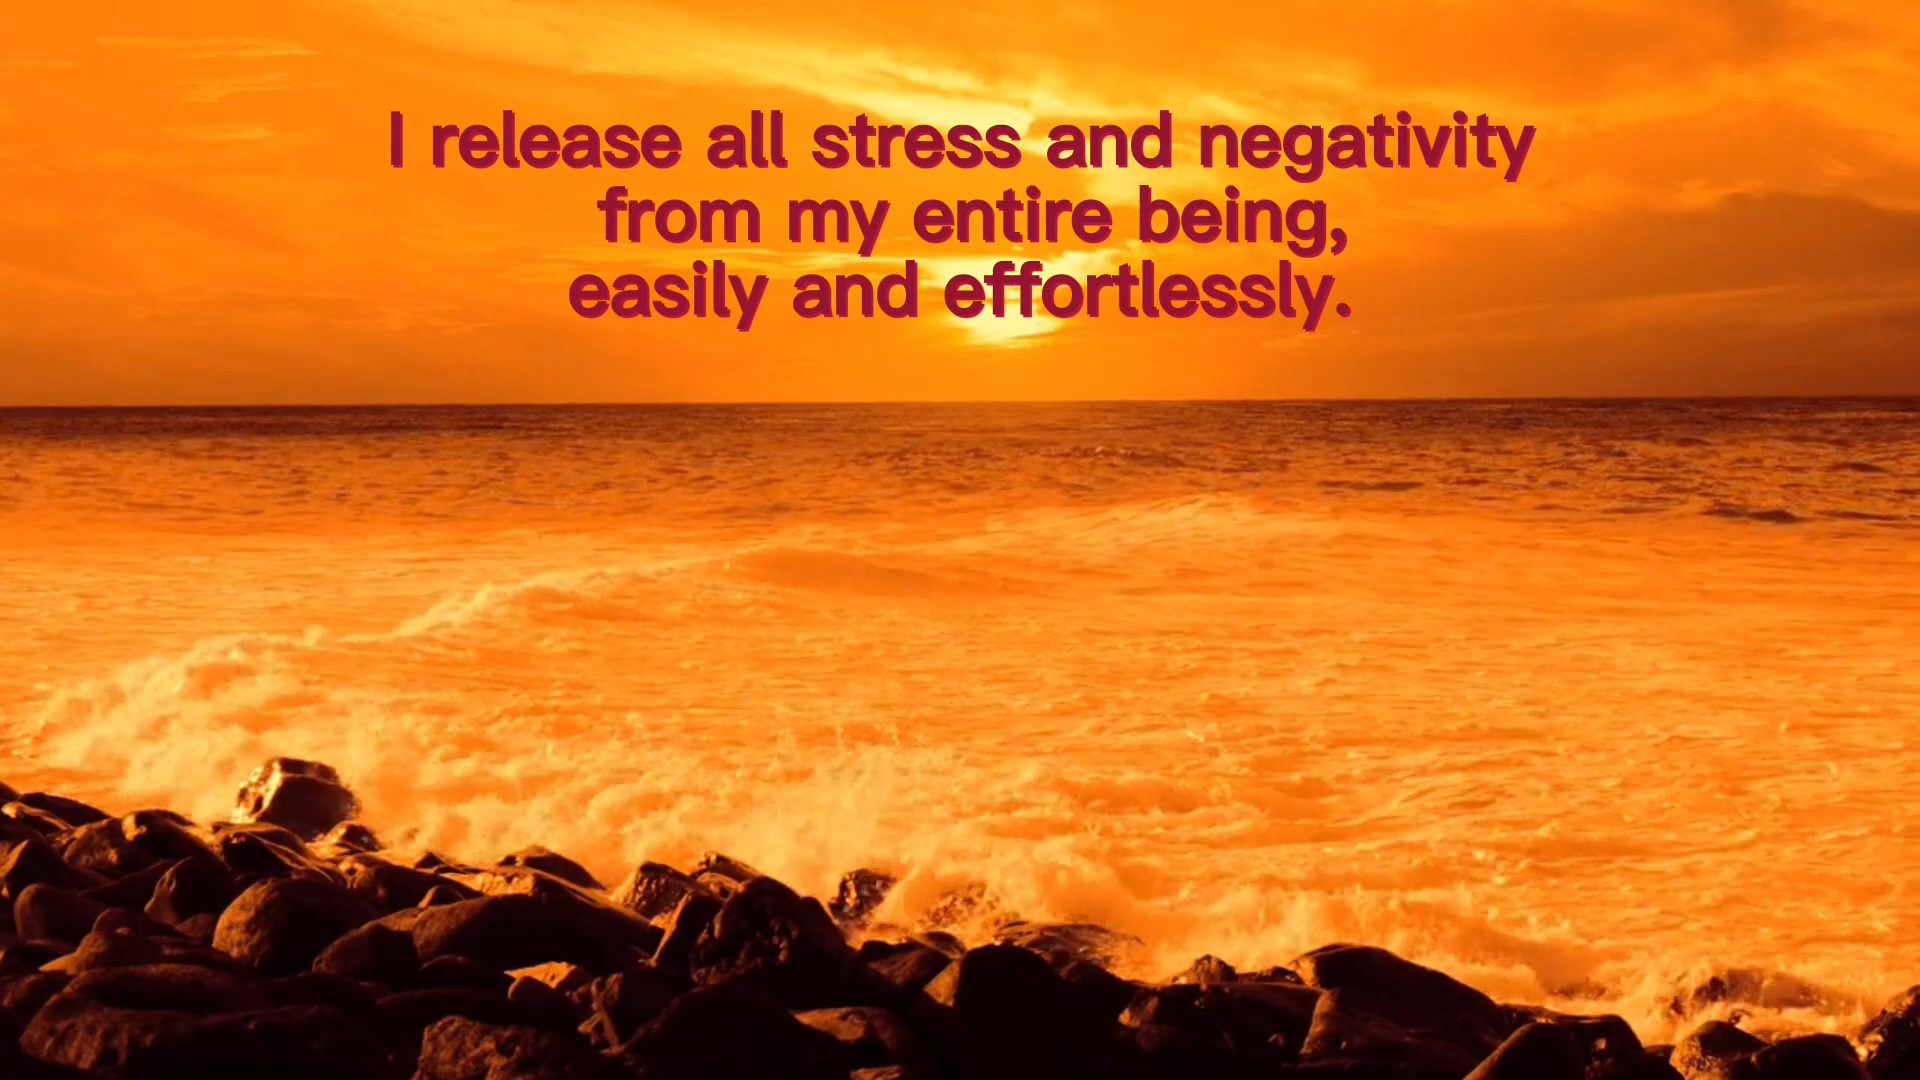 I release all stress and negativity
from my entire being,
easily and effortlessly.